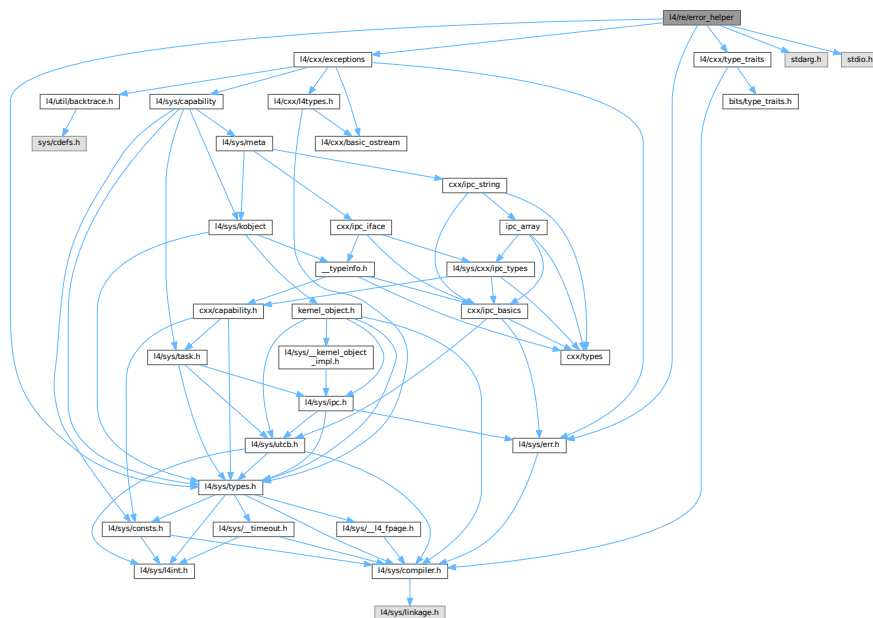 l4/re/error_helper
l4/cxx/exceptions
l4/cxx/type_traits
stdarg.h
stdio.h
l4/util/backtrace.h
l4/sys/capability
l4/cxx/l4types.h
bits/type_traits.h
sys/cdefs.h
l4/sys/meta
l4/cxx/basic_ostream
cxx/ipc_string
l4/sys/kobject
cxx/ipc_iface
ipc_array
__typeinfo.h
l4/sys/cxx/ipc_types
cxx/capability.h
kernel_object.h
cxx/ipc_basics
l4/sys/task.h
l4/sys/__kernel_object
_impl.h
cxx/types
l4/sys/ipc.h
l4/sys/utcb.h
l4/sys/err.h
l4/sys/types.h
l4/sys/consts.h
l4/sys/__timeout.h
l4/sys/__l4_fpage.h
l4/sys/l4int.h
l4/sys/compiler.h
l4/sys/linkage.h